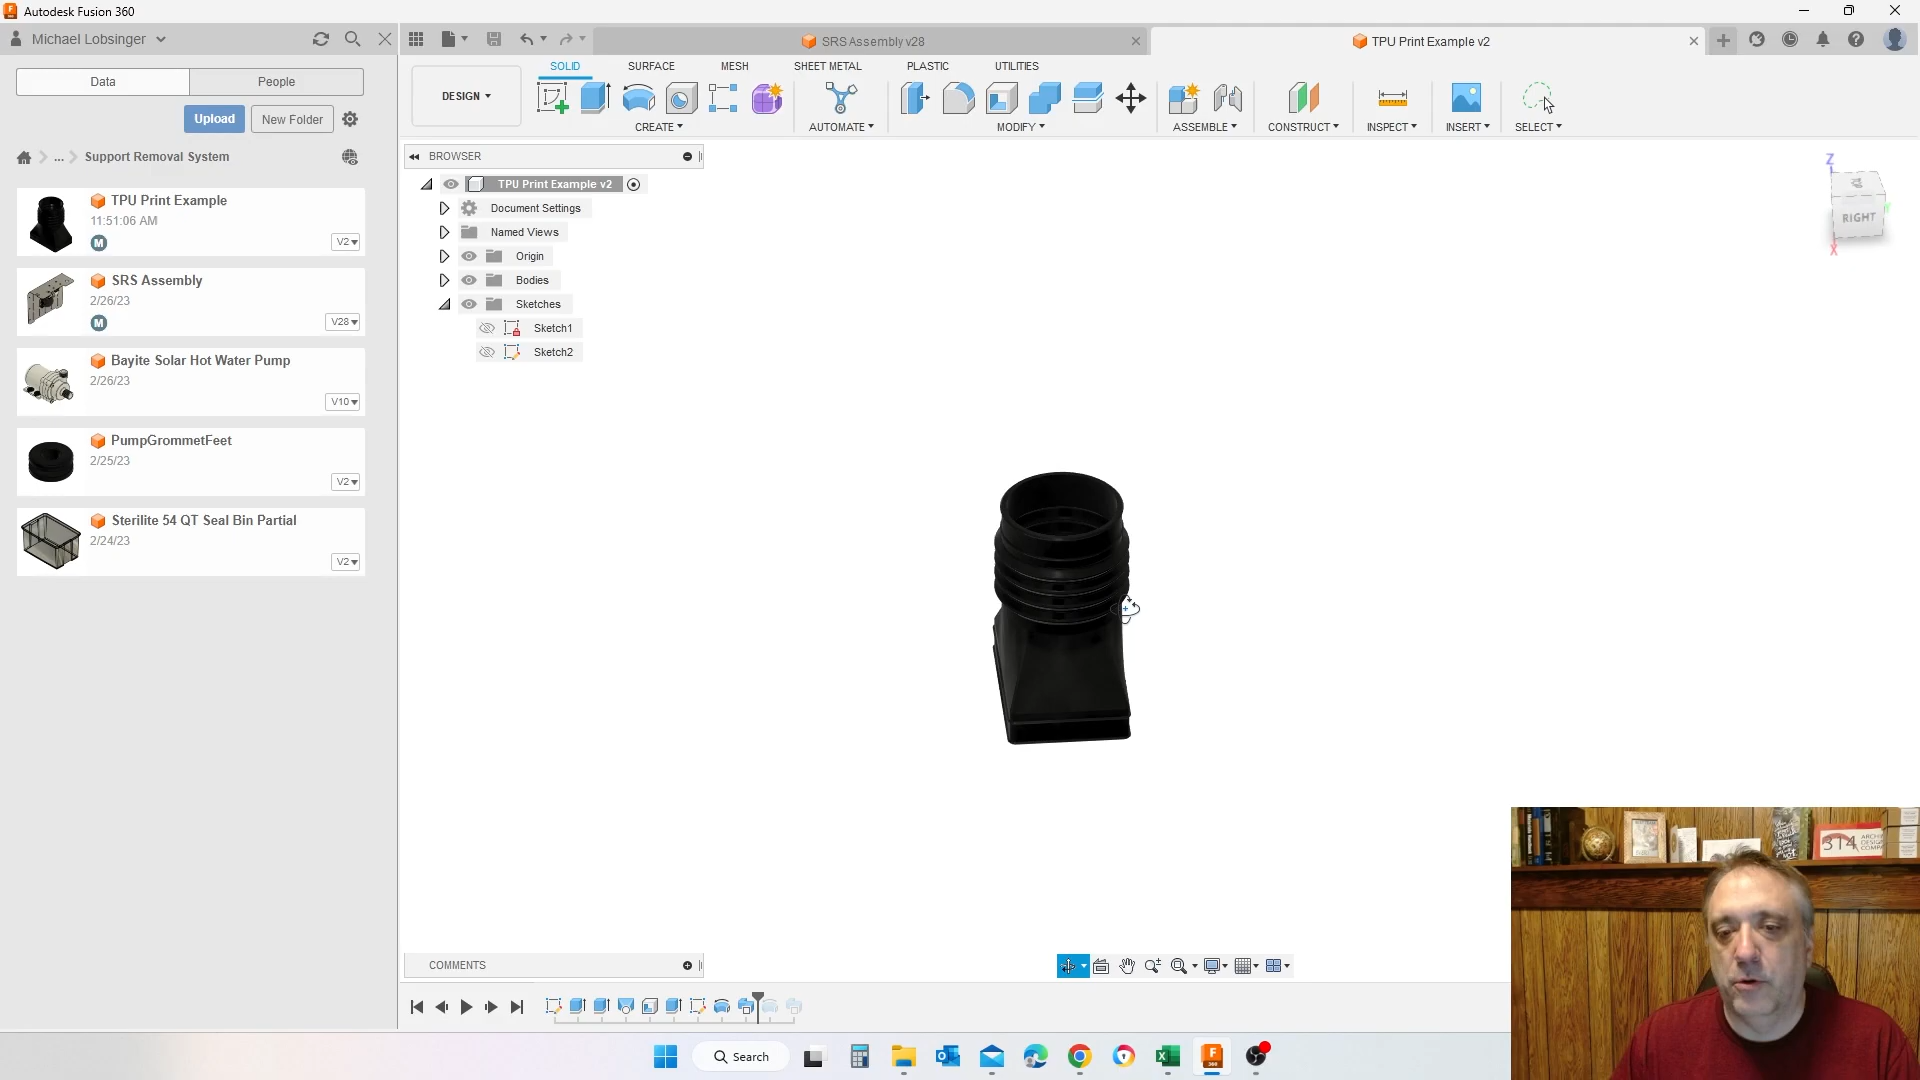 Autodesk Fusion 360
Michael Lobsinger
SRS Assembly v28
TPU Print Example v2
Data
People
Upload
New Folder
... Support Removal System
TPU Print Example
11:51:06 AM
M
V2
SRS Assembly
2/26/23
M
V28
Bayite Solar Hot Water Pump
2/26/23
V10
PumpGrommetFeet
2/25/23
V2
Sterilite 54 QT Seal Bin Partial
2/24/23
V2
DESIGN
SOLID
SURFACE
MESH
SHEET METAL
PLASTIC
UTILITIES
CREATE
AUTOMATE
MODIFY
ASSEMBLE
CONSTRUCT
INSPECT
INSERT
SELECT
BROWSER
TPU Print Example v2
Document Settings
Named Views
Origin
Bodies
Sketches
Sketch1
Sketch2
Z
RIGHT
X
COMMENTS
314
Search
F
360